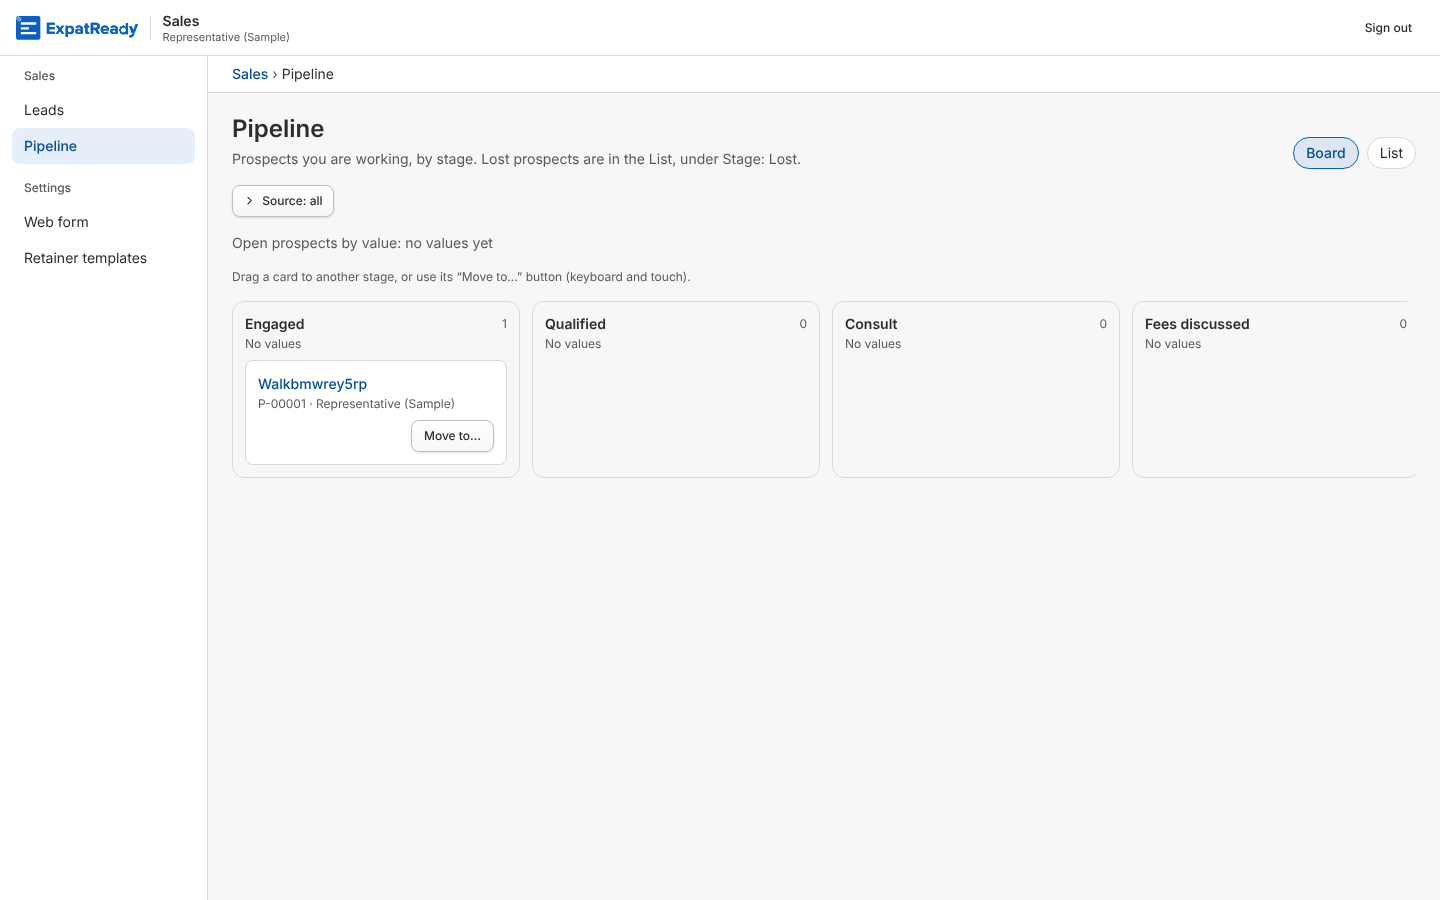 ExpatReady
Sales
Representative (Sample)
Sign out
Sales
Leads
Pipeline
Settings
Web form
Retainer templates
Sales › Pipeline
Pipeline
Prospects you are working, by stage. Lost prospects are in the List, under Stage: Lost.
Board
List
Source: all
Open prospects by value: no values yet
Drag a card to another stage, or use its “Move to…” button (keyboard and touch).
Engaged 1
No values
Walkbmwrey5rp
P-00001 · Representative (Sample)
Move to…
Qualified 0
No values
Consult 0
No values
Fees discussed 0
No values